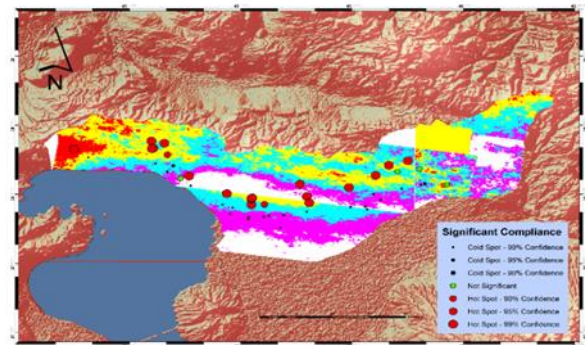 N
Significant Compliance
Cold Spot - 99% Confidence
Cold Spot - 95% Confidence
Cold Spot - 90% Confidence
Not Significant
Hot Spot - 90% Confidence
Hot Spot - 95% Confidence
Hot Spot - 99% Confidence